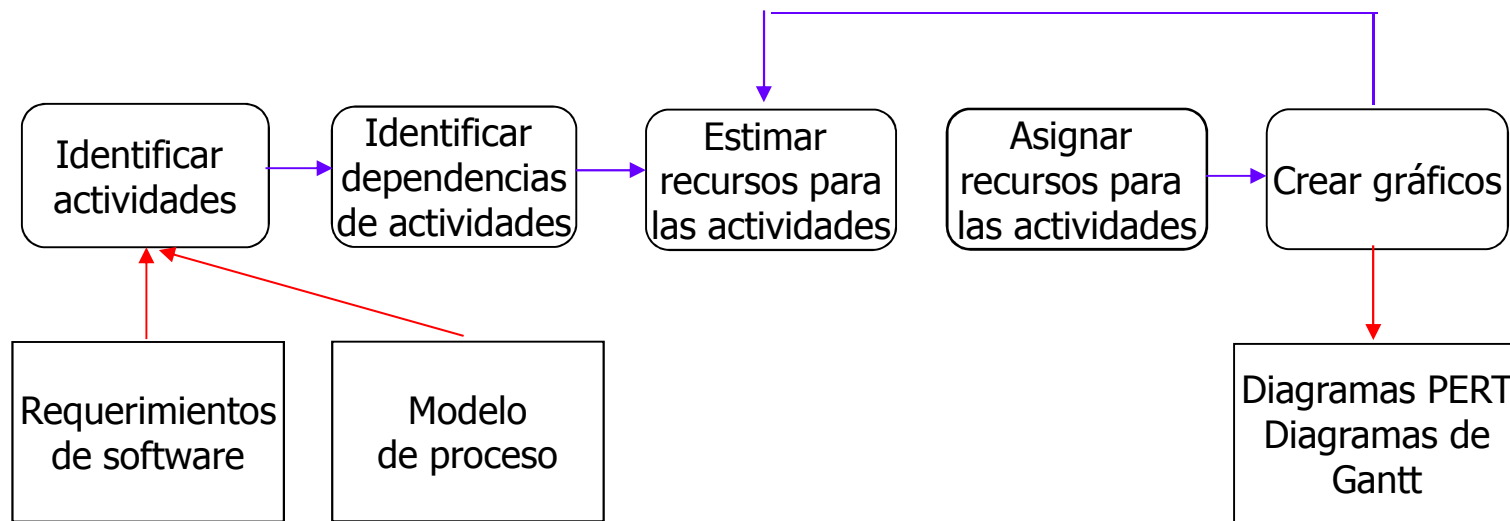 Identificar
actividades
Identificar
dependencias
de actividades
Estimar
recursos para
las actividades
Asignar
recursos para
las actividades
Crear gráficos
Requerimientos
de software
Modelo
de proceso
Diagramas PERT
Diagramas de
Gantt